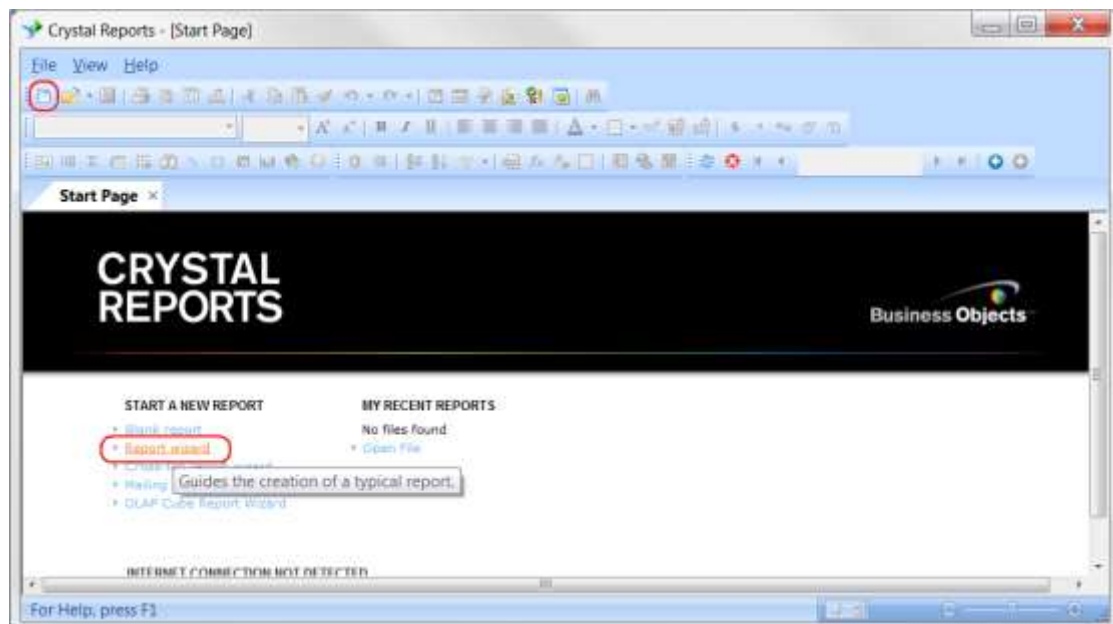 Crystal Reports - [Start Page]
File View Help
Start Page ×
CRYSTAL
REPORTS
Business Objects
START A NEW REPORT
MY RECENT REPORTS
Blank report
No files found
Report wizard
Open File
Guides the creation of a typical report.
Mailing
OLAP Cube Report Wizard
INTERNET CONNECTION NOT DETECTED
For Help, press F1